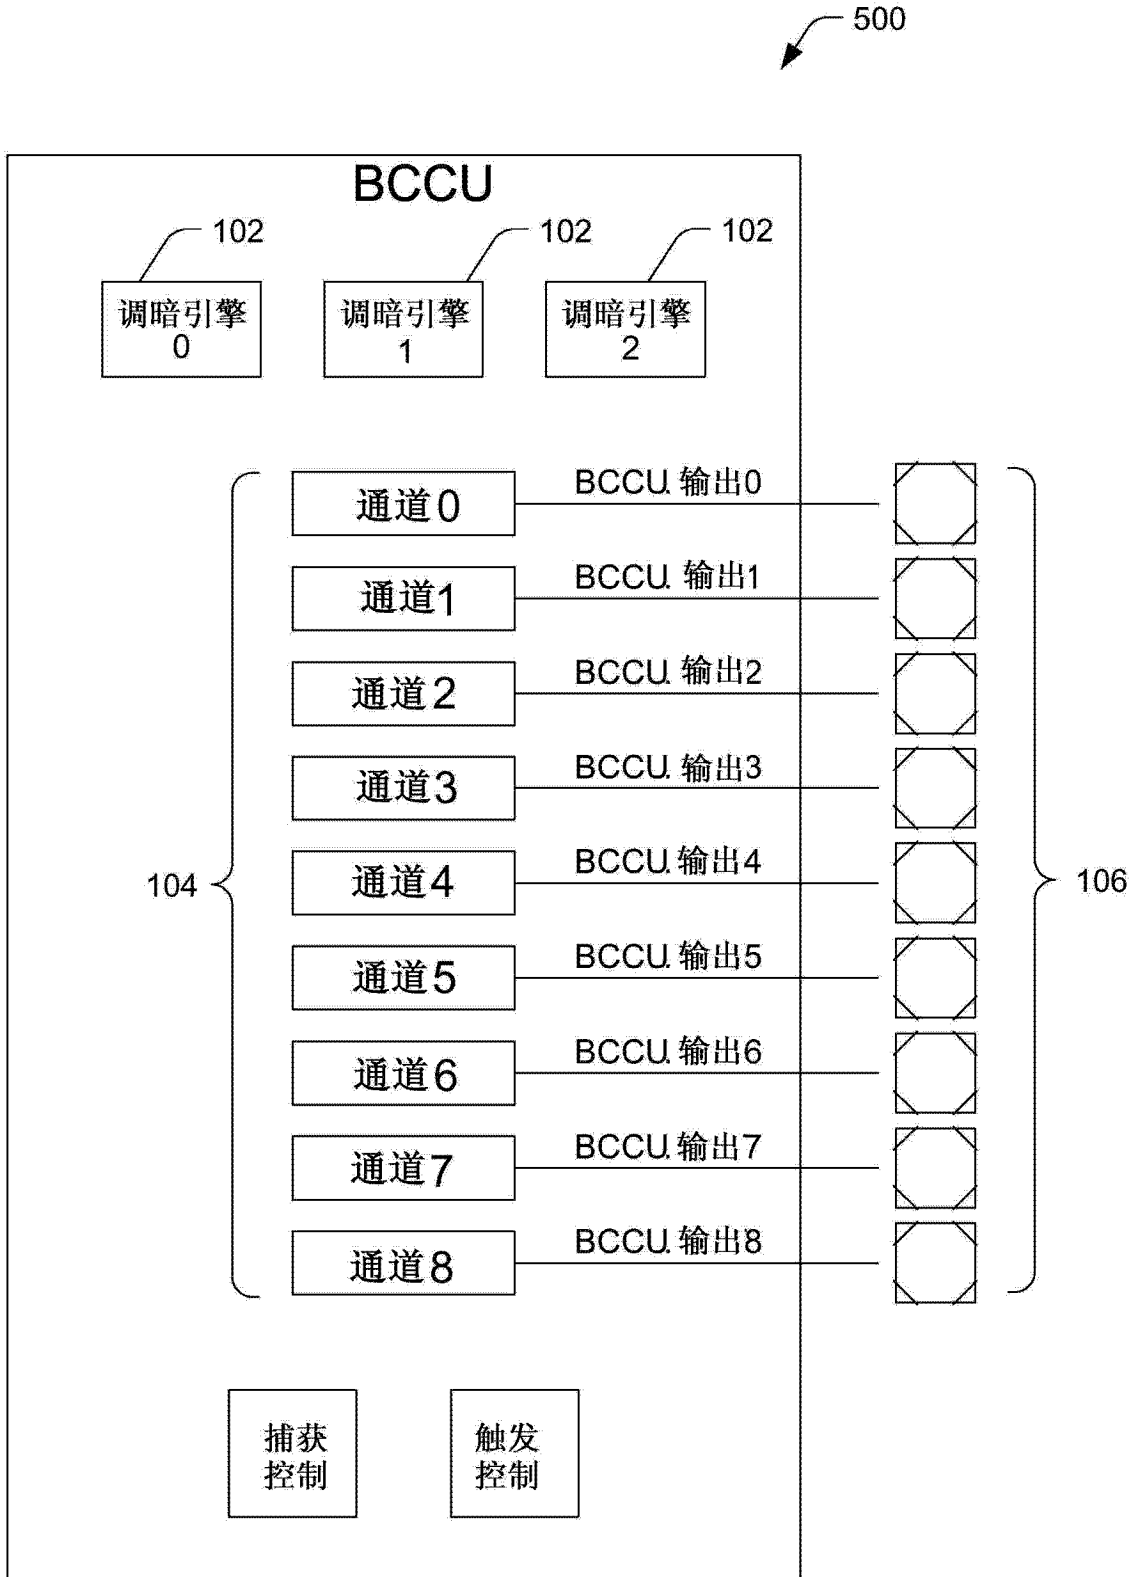 500
BCCU
102
102
102
调暗引擎
0
调暗引擎
1
调暗引擎
2
通道0
BCCU.输出0
通道1
BCCU.输出1
通道2
BCCU.输出2
通道3
BCCU.输出3
通道4
BCCU.输出4
104
106
通道5
BCCU.输出5
通道6
BCCU.输出6
通道7
BCCU.输出7
通道8
BCCU.输出8
捕获
控制
触发
控制